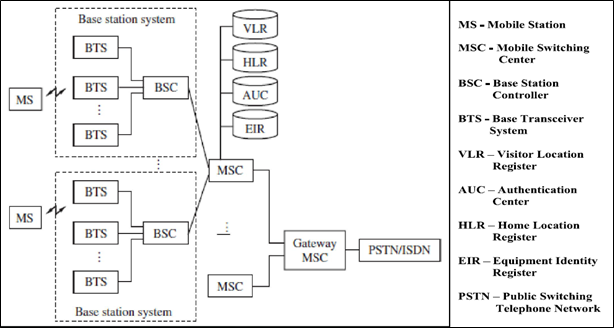 Base station system
BTS
BTS
BTS
BSC
MS
VLR
HLR
AUC
EIR
MSC
BTS
BTS
BTS
BSC
MS
Base station system
MSC
Gateway
MSC
PSTN/ISDN
MS - Mobile Station
MSC - Mobile Switching
Center
BSC - Base Station
Controller
BTS - Base Transceiver
System
VLR – Visitor Location
Register
AUC – Authentication
Center
HLR – Home Location
Register
EIR – Equipment Identity
Register
PSTN – Public Switching
Telephone Network